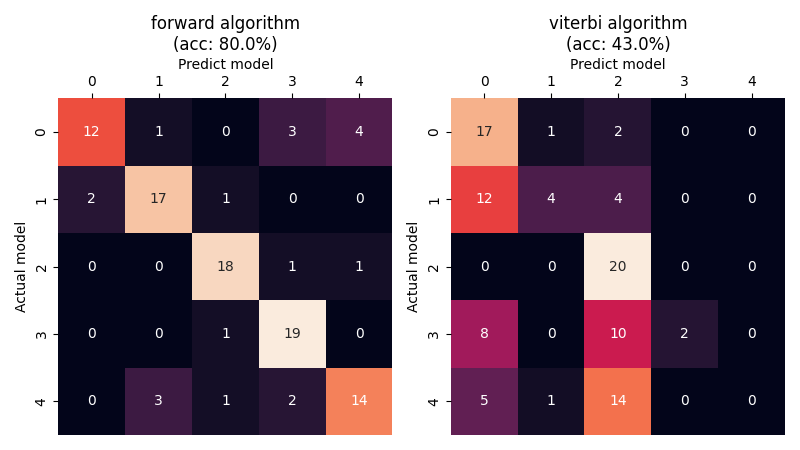 forward algorithm
(acc: 80.0%)
Predict model
0 1 2 3 4
Actual model
0 12 1 0 3 4
1 2 17 1 0 0
2 0 0 18 1 1
3 0 0 1 19 0
4 0 3 1 2 14
viterbi algorithm
(acc: 43.0%)
Predict model
0 1 2 3 4
Actual model
0 17 1 2 0 0
1 12 4 4 0 0
2 0 0 20 0 0
3 8 0 10 2 0
4 5 1 14 0 0